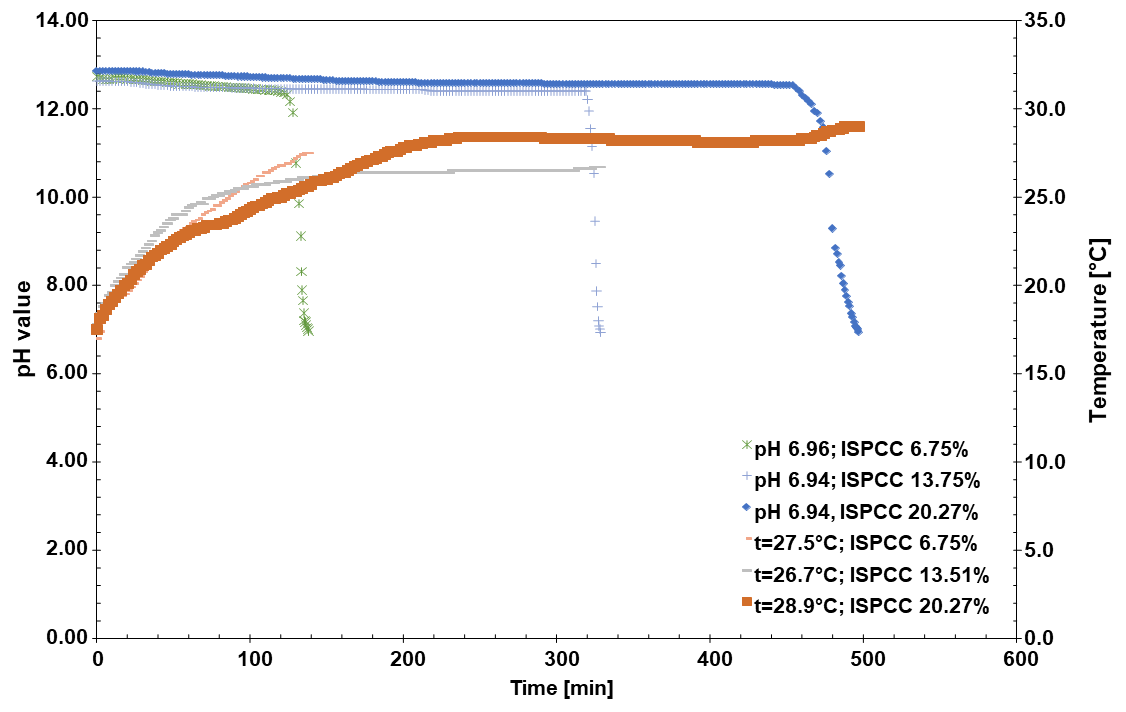 14.00
12.00
10.00
8.00
6.00
4.00
2.00
0.00
pH value
35.0
30.0
25.0
20.0
15.0
10.0
5.0
0.0
Temperature [°C]
pH 6.96; ISPCC 6.75%
pH 6.94; ISPCC 13.75%
pH 6.94, ISPCC 20.27%
t=27.5°C; ISPCC 6.75%
t=26.7°C; ISPCC 13.51%
t=28.9°C; ISPCC 20.27%
0 100 200 300 400 500 600
Time [min]